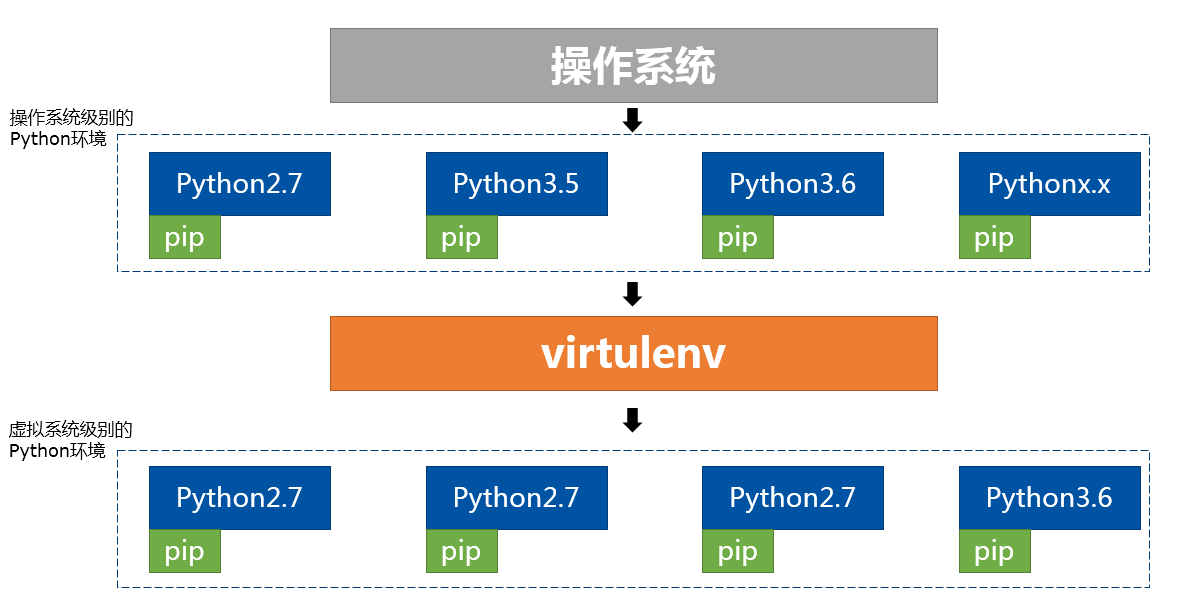 操作系统
操作系统级别的
Python环境
Python2.7
Python3.5
Python3.6
Pythonx.x
pip
pip
pip
pip
virtulenv
虚拟系统级别的
Python环境
Python2.7
Python2.7
Python2.7
Python3.6
pip
pip
pip
pip